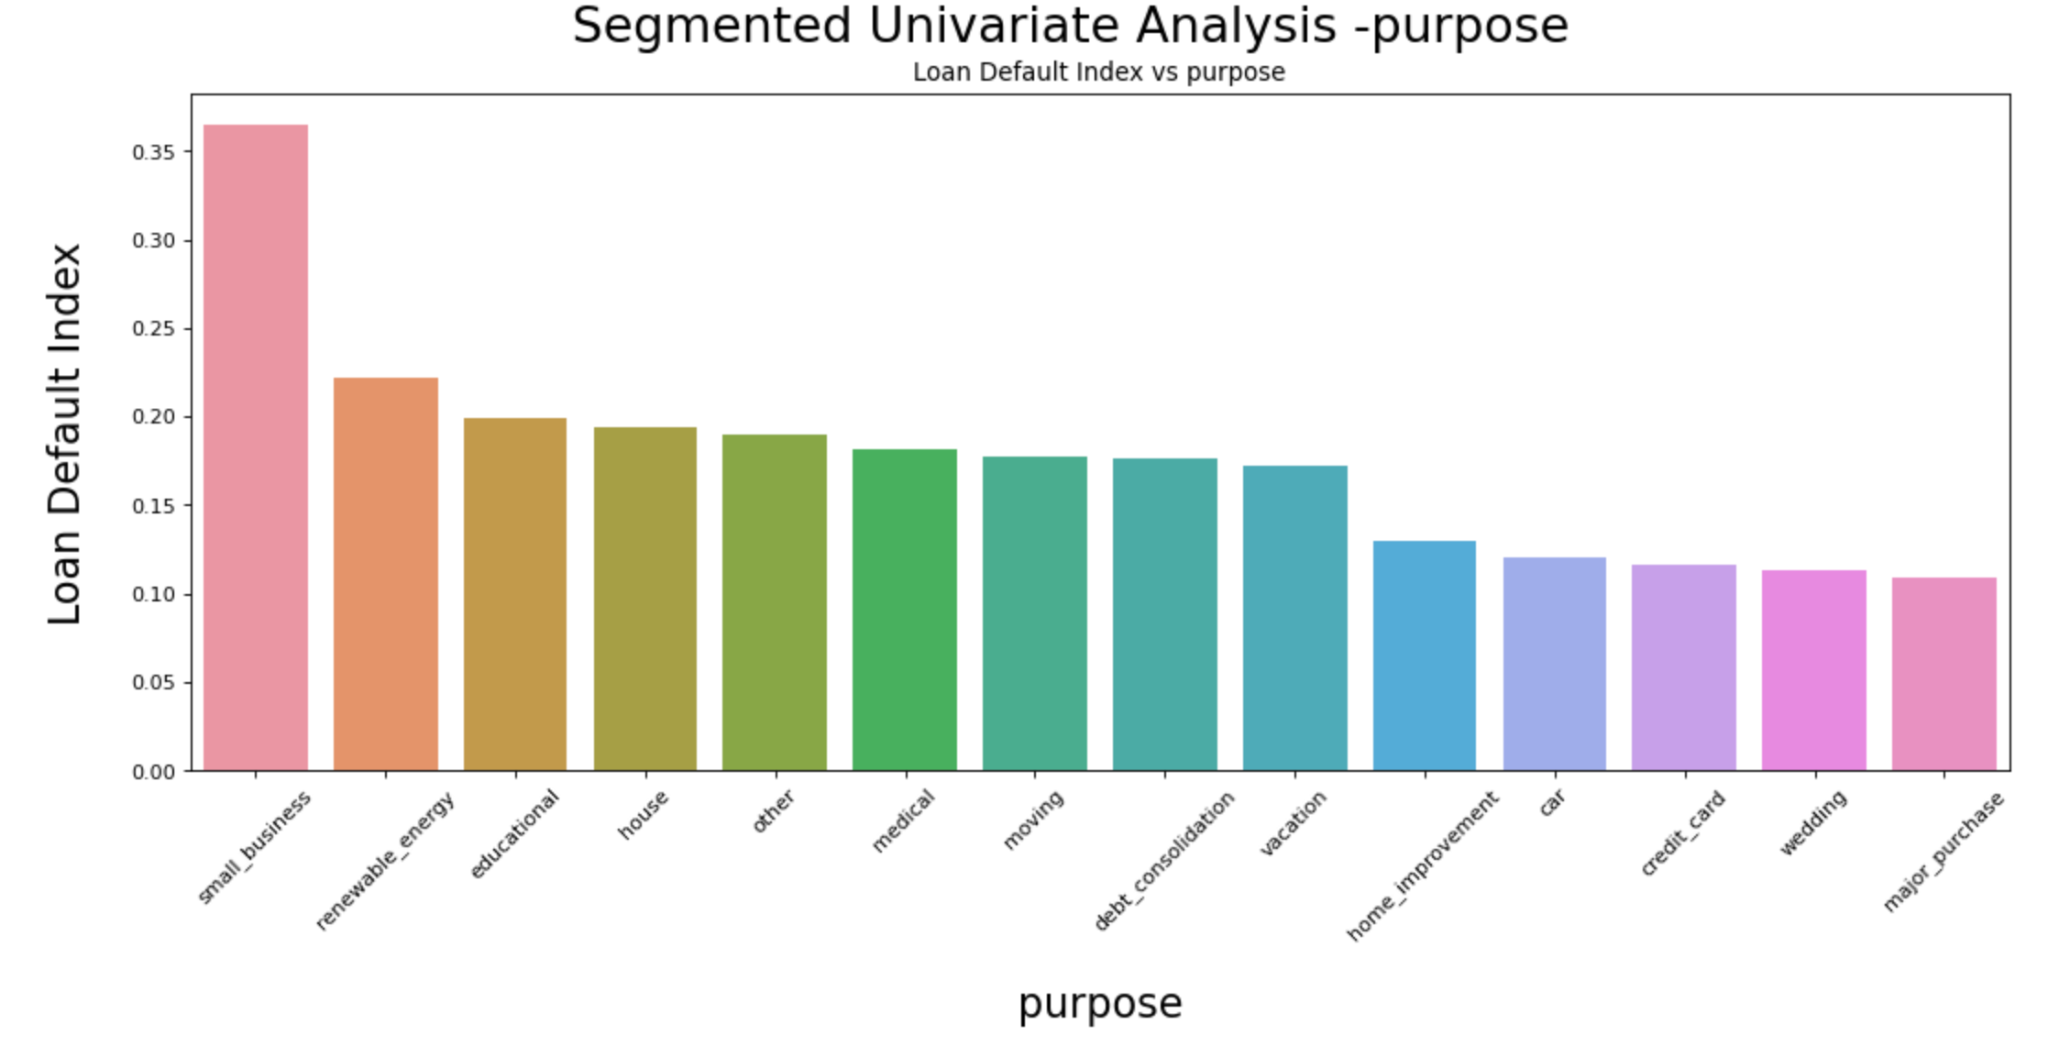 Segmented Univariate Analysis -purpose
Loan Default Index vs purpose
Loan Default Index
0.35
0.30
0.25
0.20
0.15
0.10
0.05
0.00
small_business
renewable_energy
educational
house
other
medical
moving
debt_consolidation
vacation
home_improvement
car
credit_card
wedding
major_purchase
purpose